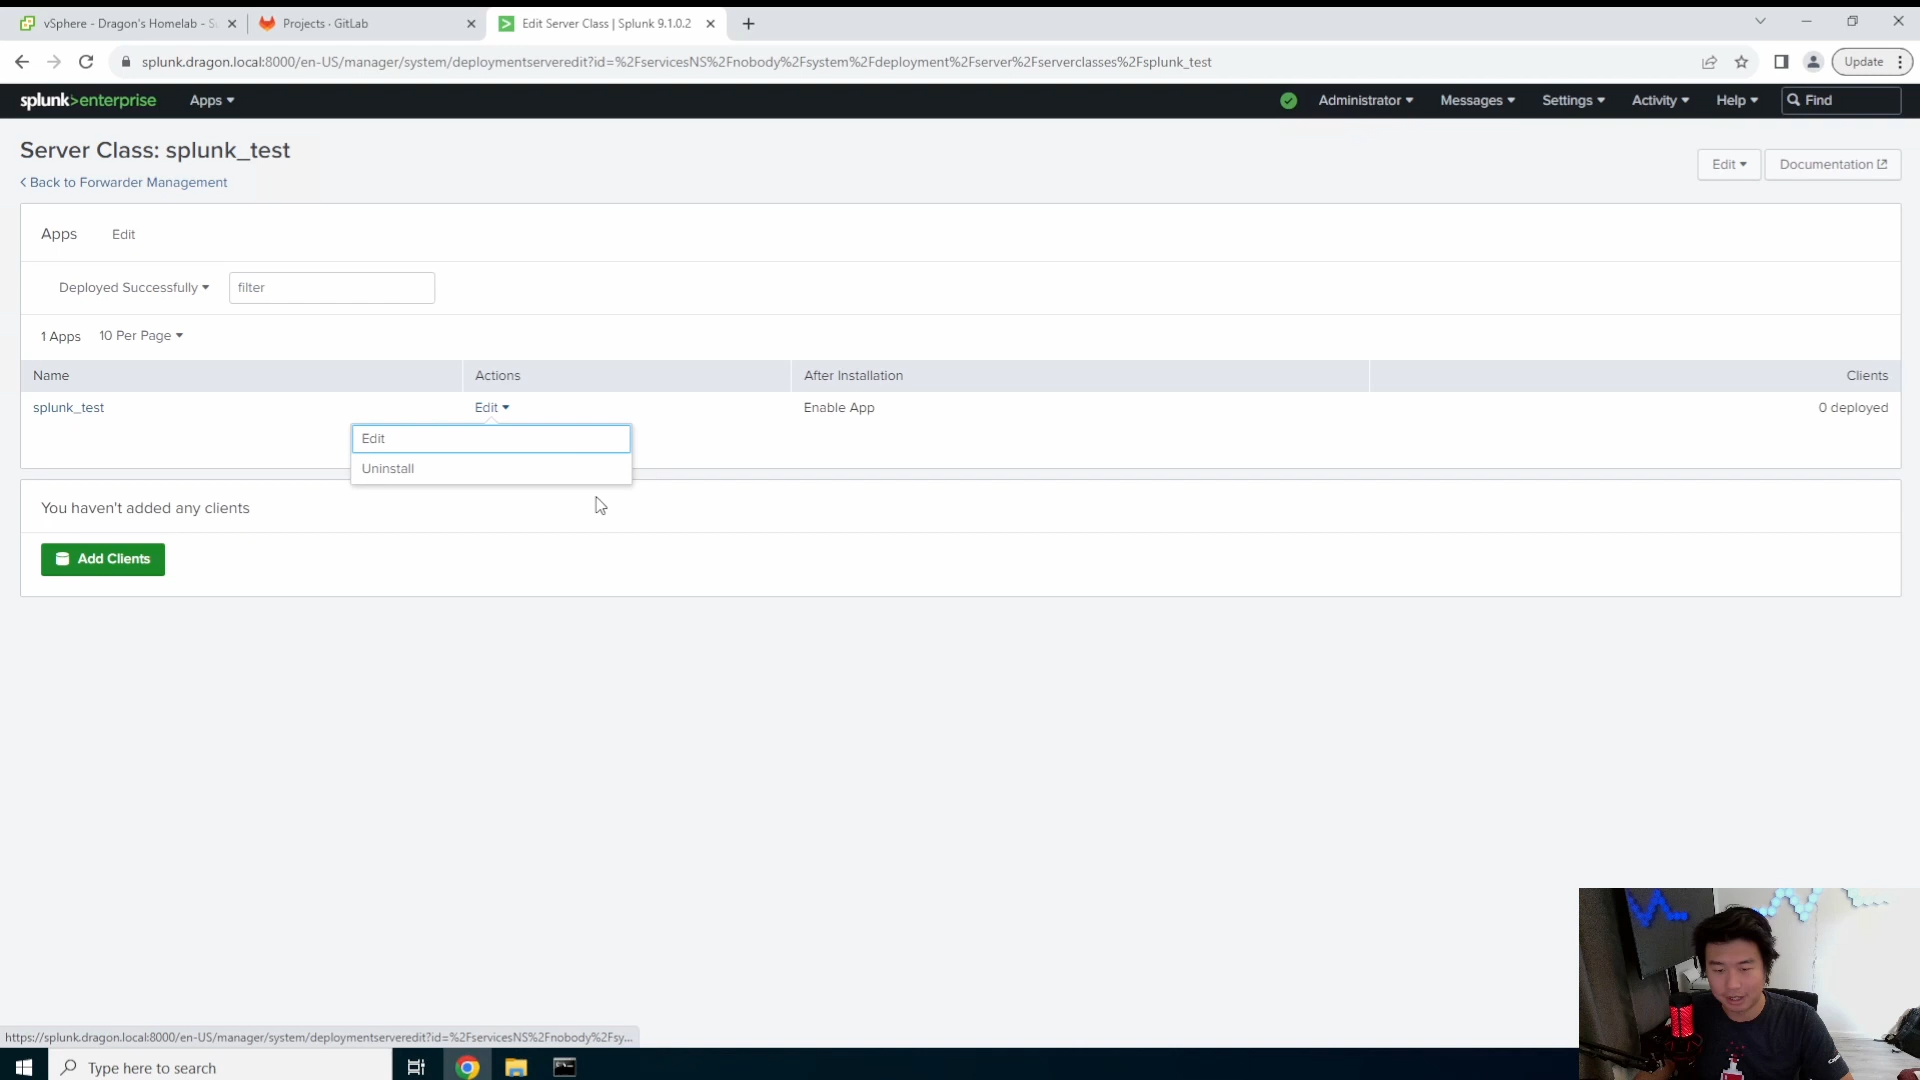 vSphere - Dragon's Homelab - S
Projects · GitLab
Edit Server Class | Splunk 9.1.0.2
splunk.dragon.local:8000/en-US/manager/system/deploymentserveredit?id=%2FservicesNS%2Fnobody%2Fsystem%2Fdeployment%2Fserver%2Fserverclasses%2Fsplunk_test
Update
splunk>enterprise
Apps
Administrator
Messages
Settings
Activity
Help
Find
Server Class: splunk_test
Edit
Documentation
< Back to Forwarder Management
Apps
Edit
Deployed Successfully
filter
1 Apps
10 Per Page
Name
Actions
After Installation
Clients
splunk_test
Edit
Enable App
0 deployed
Edit
Uninstall
You haven't added any clients
Add Clients
https://splunk.dragon.local:8000/en-US/manager/system/deploymentserveredit?id=%2FservicesNS%2Fnobody%2Fsy...
Type here to search